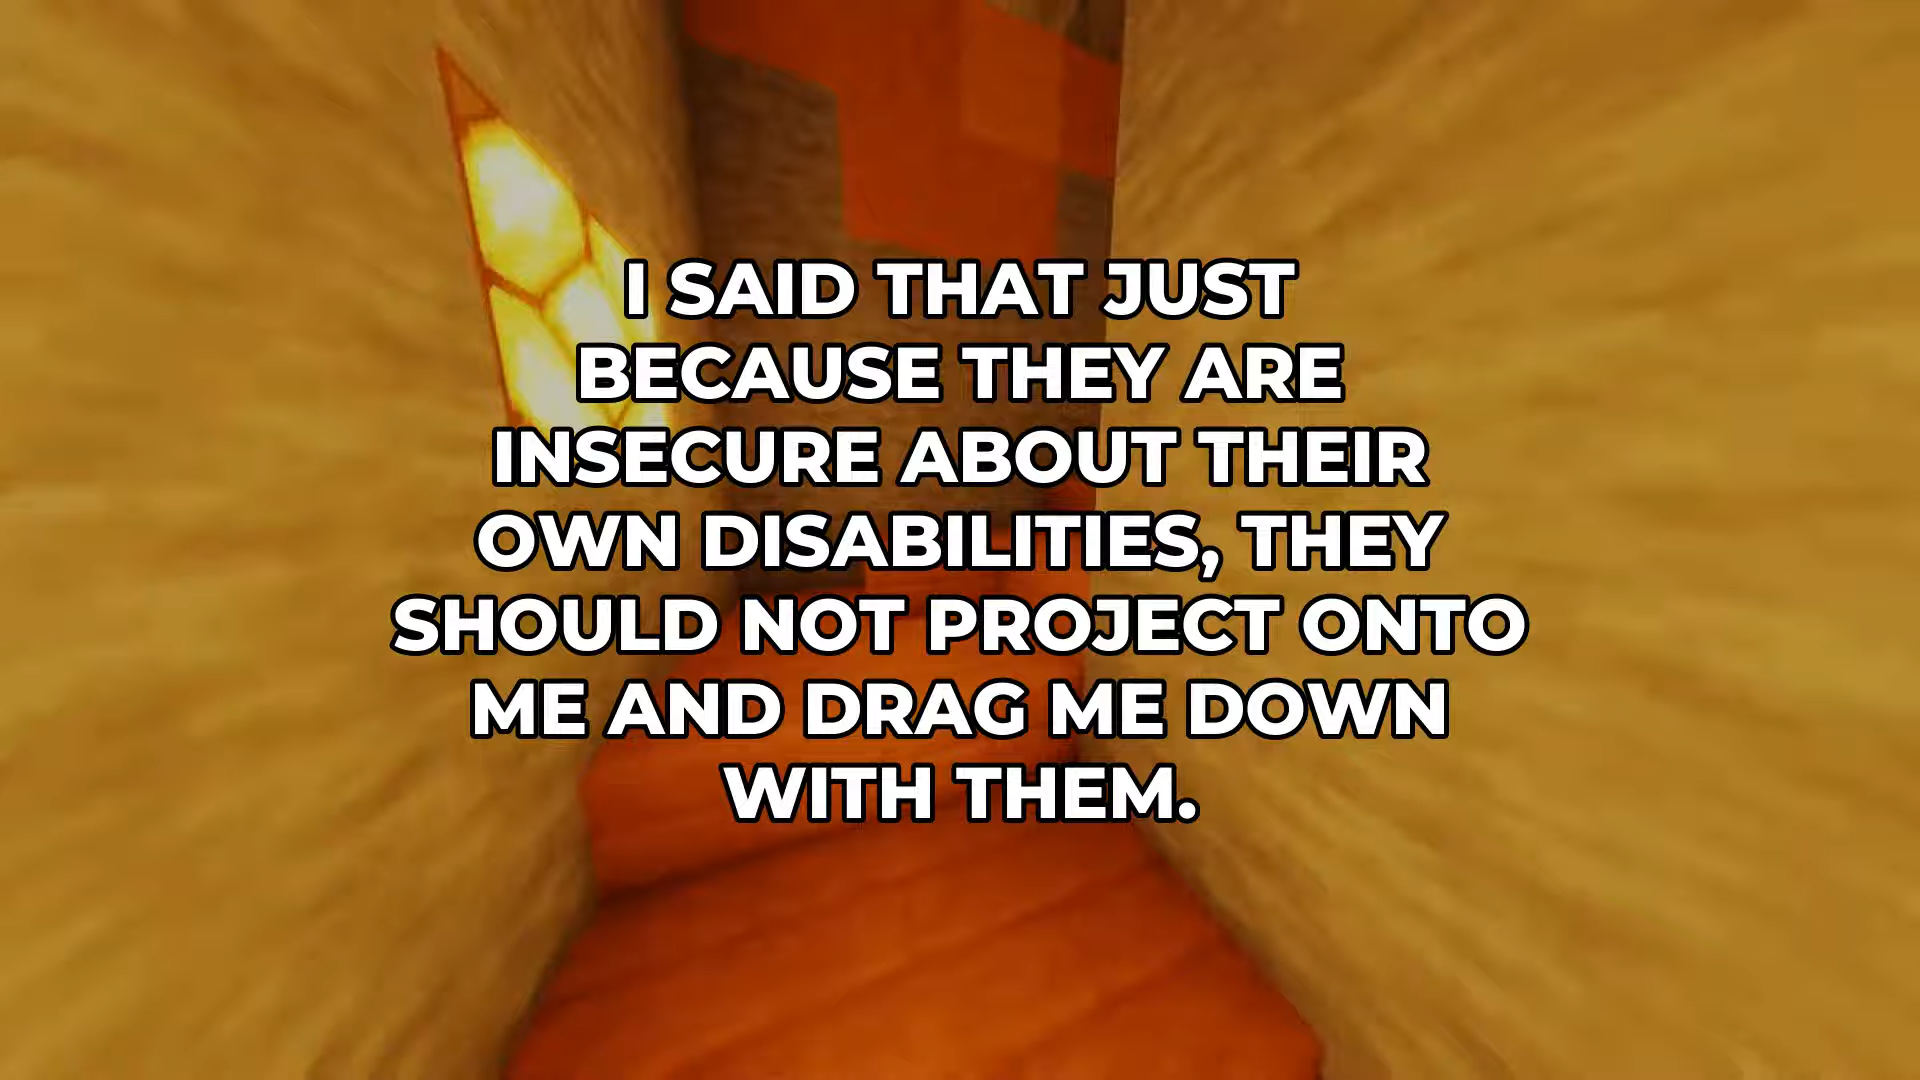 I SAID THAT JUST
BECAUSE THEY ARE
INSECURE ABOUT THEIR
OWN DISABILITIES, THEY
SHOULD NOT PROJECT ONTO
ME AND DRAG ME DOWN
WITH THEM.